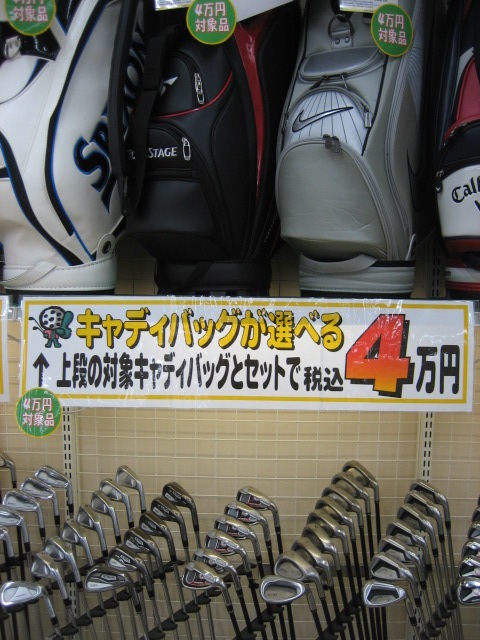 4万円
対象品
4万円
対象品
4万円
対象品
SRIXON
STAGE
Call
キャディバッグが選べる
↑上段の対象キャディバッグとセットで 税込 4万円
4万円
対象品